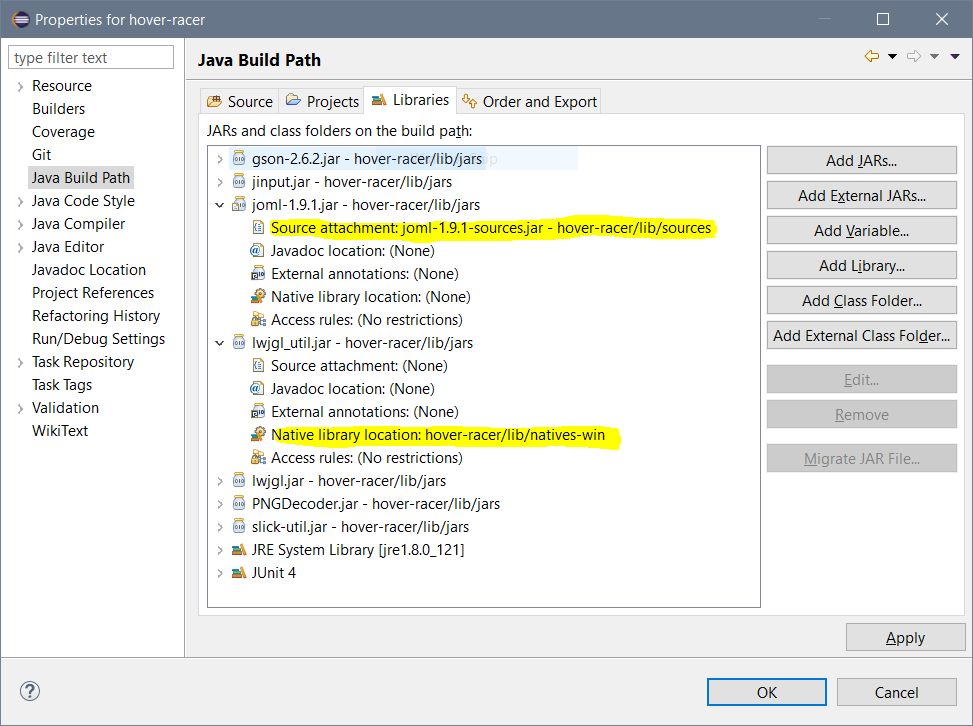 Properties for hover-racer
type filter text
Resource
Builders
Coverage
Git
Java Build Path
Java Code Style
Java Compiler
Java Editor
Javadoc Location
Project References
Refactoring History
Run/Debug Settings
Task Repository
Task Tags
Validation
WikiText
Java Build Path
Source
Projects
Libraries
Order and Export
JARs and class folders on the build path:
gson-2.6.2.jar - hover-racer/lib/jars
jinput.jar - hover-racer/lib/jars
joml-1.9.1.jar - hover-racer/lib/jars
Source attachment: joml-1.9.1-sources.jar - hover-racer/lib/sources
Javadoc location: (None)
External annotations: (None)
Native library location: (None)
Access rules: (No restrictions)
lwjgl_util.jar - hover-racer/lib/jars
Source attachment: (None)
Javadoc location: (None)
External annotations: (None)
Native library location: hover-racer/lib/natives-win
Access rules: (No restrictions)
lwjgl.jar - hover-racer/lib/jars
PNGDecoder.jar - hover-racer/lib/jars
slick-util.jar - hover-racer/lib/jars
JRE System Library [jre1.8.0_121]
JUnit 4
Add JARs...
Add External JARs...
Add Variable...
Add Library...
Add Class Folder...
Add External Class Folder...
Edit...
Remove
Migrate JAR File...
Apply
OK
Cancel